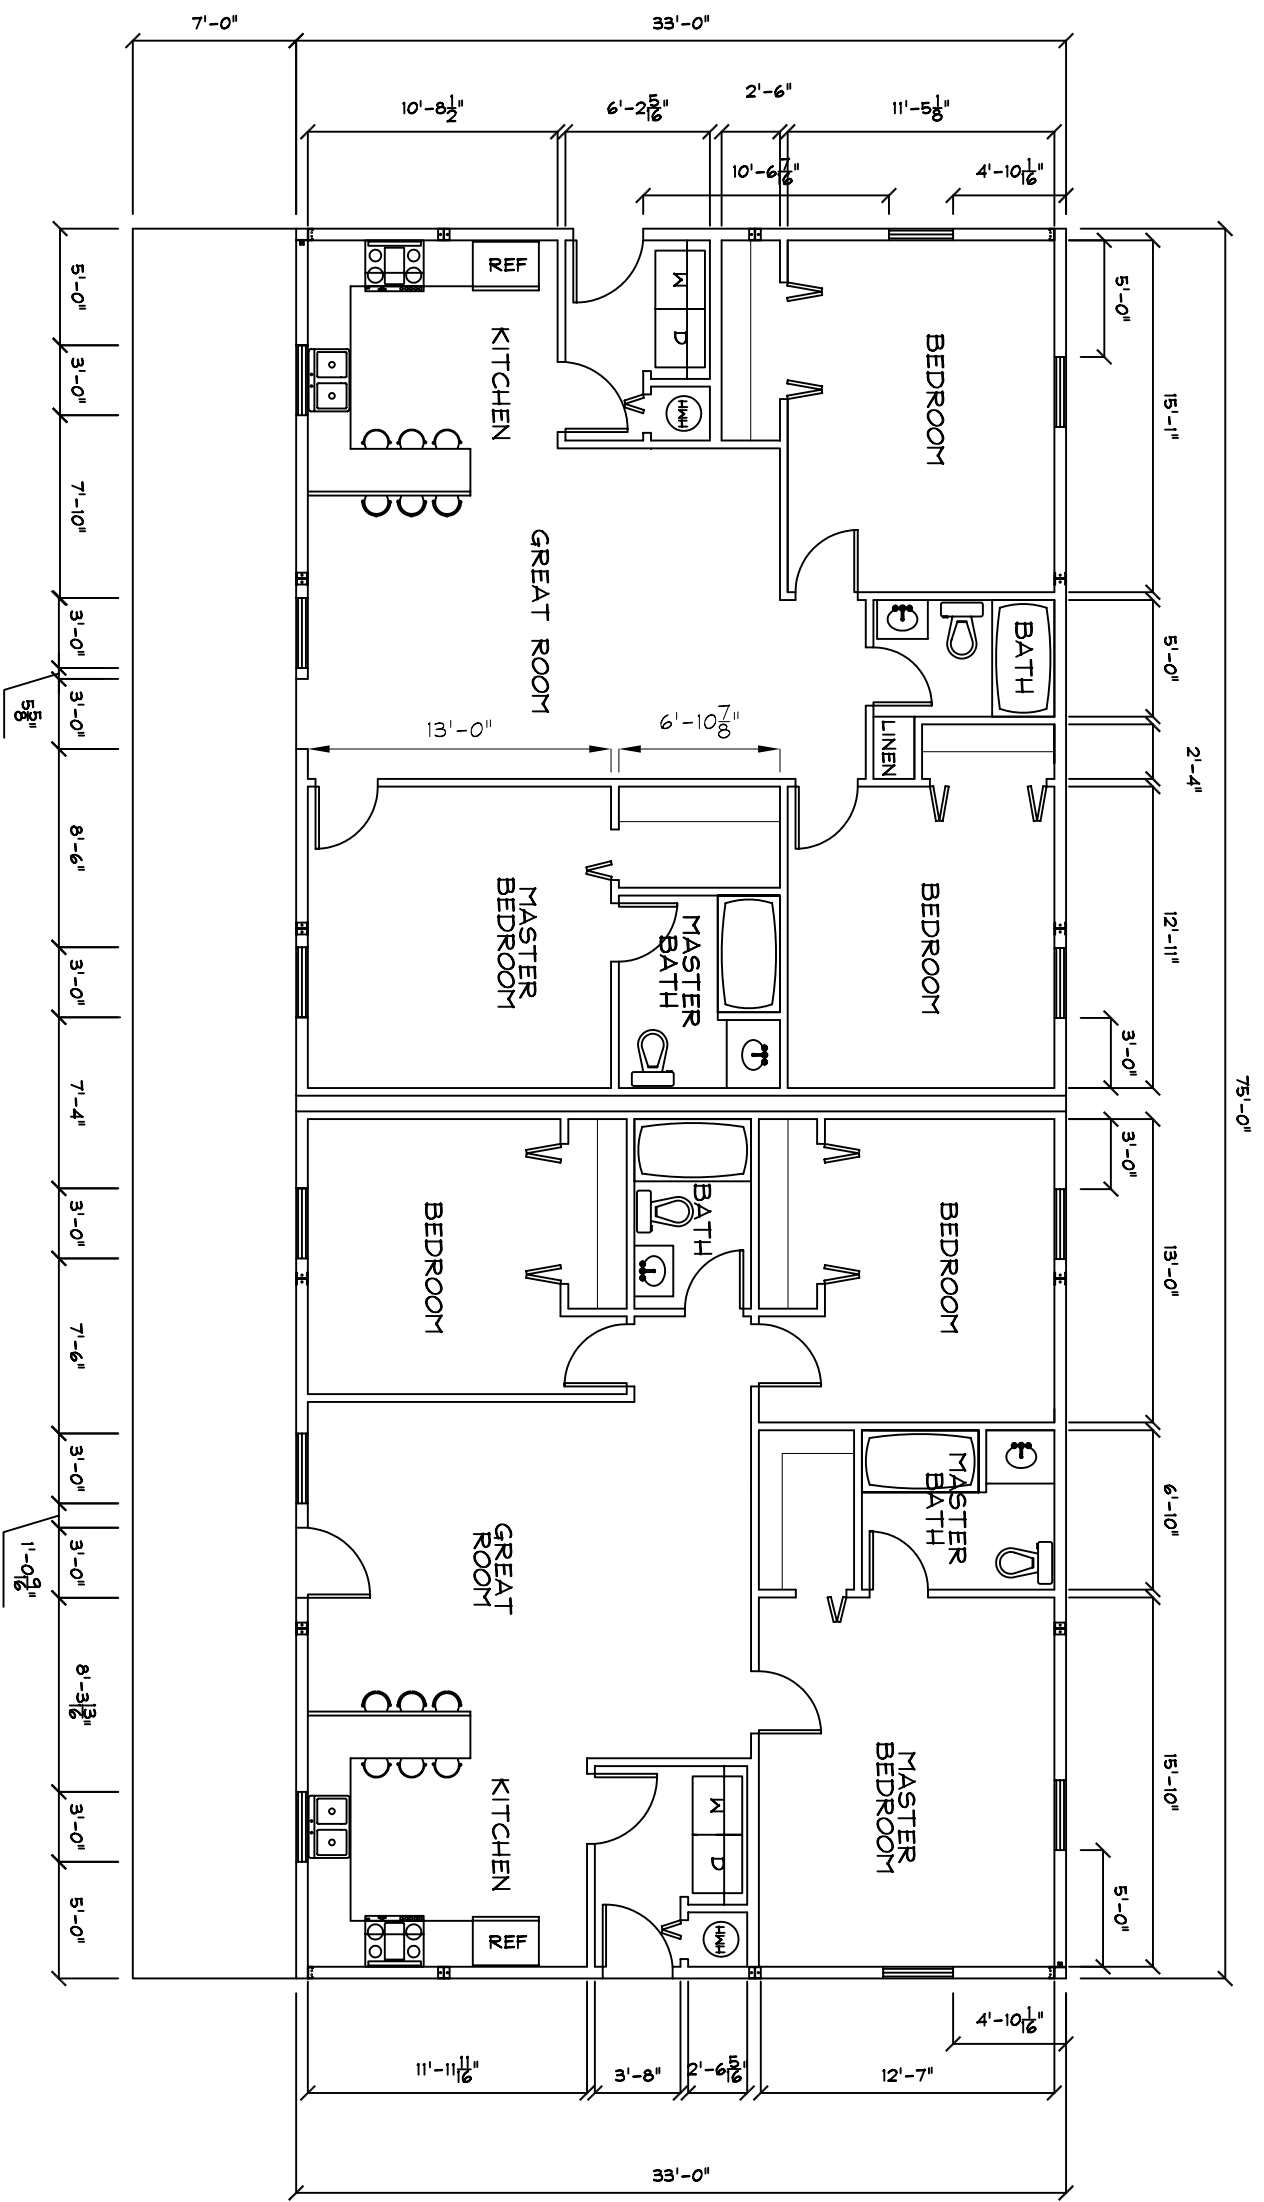 7'-0"
33'-0"
10'-8 1/2"
6'-2 5/16"
2'-6"
11'-5 1/8"
10'-6 7/16"
4'-10 1/16"
5'-0"
3'-0"
7'-10"
3'-0"
5 5/8"
3'-0"
8'-6"
3'-0"
7'-4"
3'-0"
7'-6"
3'-0"
1'-0 9/16"
3'-0"
8'-3 13/16"
3'-0"
5'-0"
REF
KITCHEN
W
D
HWH
BEDROOM
GREAT ROOM
BATH
LINEN
13'-0"
6'-10 7/8"
MASTER
BEDROOM
MASTER
BATH
BEDROOM
BEDROOM
BATH
BEDROOM
MASTER
BATH
GREAT
ROOM
MASTER
BEDROOM
KITCHEN
W
D
HWH
REF
5'-0"
15'-1"
5'-0"
2'-4"
12'-11"
3'-0"
75'-0"
3'-0"
13'-0"
6'-10"
15'-10"
5'-0"
4'-10 1/16"
11'-11 11/16"
3'-8"
2'-6 5/16"
12'-7"
33'-0"